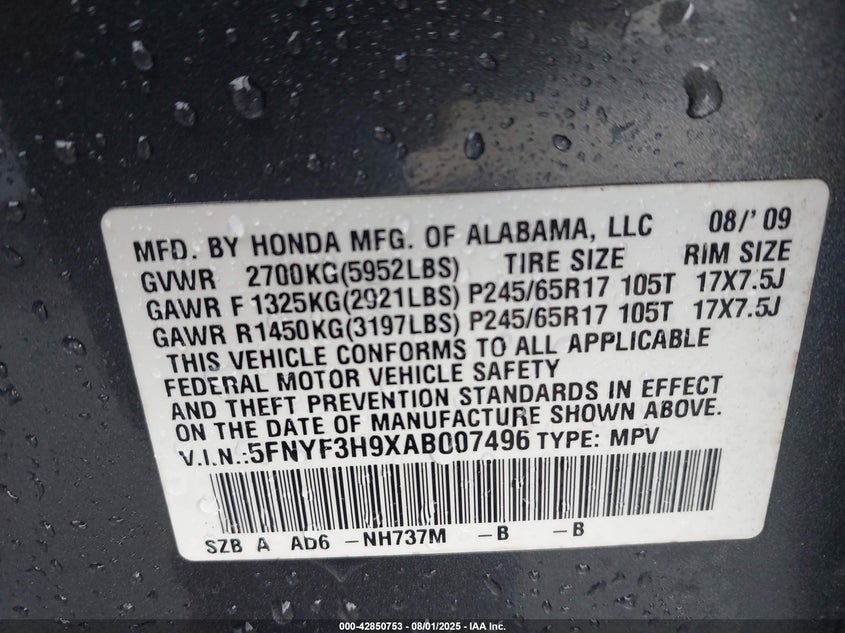 MFD. BY HONDA MFG. OF ALABAMA, LLC 08/'09
GVWR 2700KG(5952LBS) TIRE SIZE RIM SIZE
GAWR F 1325KG(2921LBS) P245/65R17 105T 17X7.5J
GAWR R1450KG(3197LBS) P245/65R17 105T 17X7.5J
THIS VEHICLE CONFORMS TO ALL APPLICABLE
FEDERAL MOTOR VEHICLE SAFETY
AND THEFT PREVENTION STANDARDS IN EFFECT
ON THE DATE OF MANUFACTURE SHOWN ABOVE.
V.I.N.:5FNYF3H9XAB007496 TYPE: MPV
SZB A AD6 -NH737M -B -B
000-42850753 - 08/01/2025 - IAA Inc.